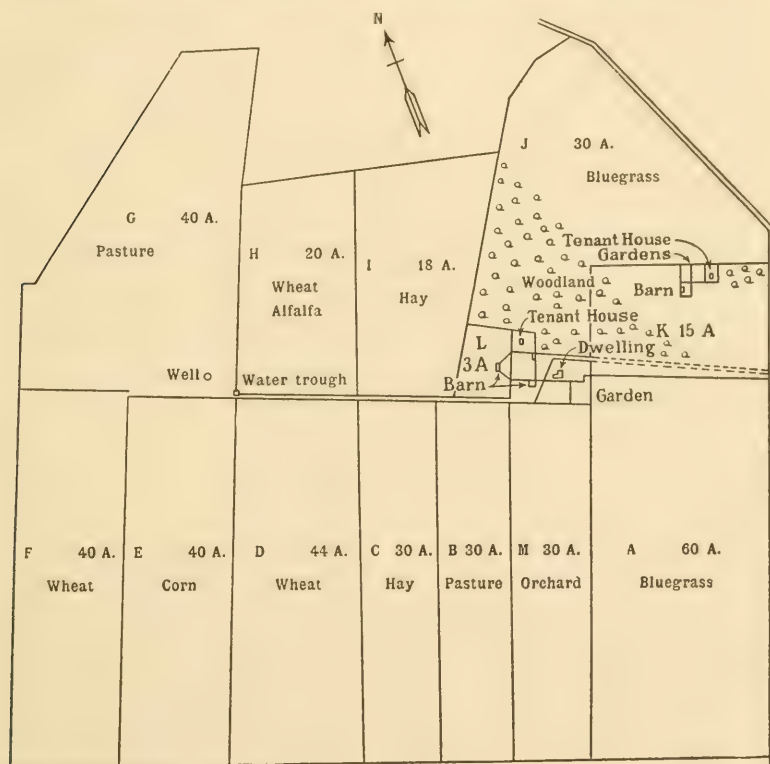 N
J 30 A.
Bluegrass
G 40 A.
Pasture
Tenant House
Gardens
H 20 A.
Wheat
Alfalfa
I 18 A.
Hay
Woodland
Barn
Tenant House
K 15 A
L
3 A
Dwelling
Well
Water trough
Barn
Garden
F 40 A.
Wheat
E 40 A.
Corn
D 44 A.
Wheat
C 30 A.
Hay
B 30 A.
Pasture
M 30 A.
Orchard
A 60 A.
Bluegrass